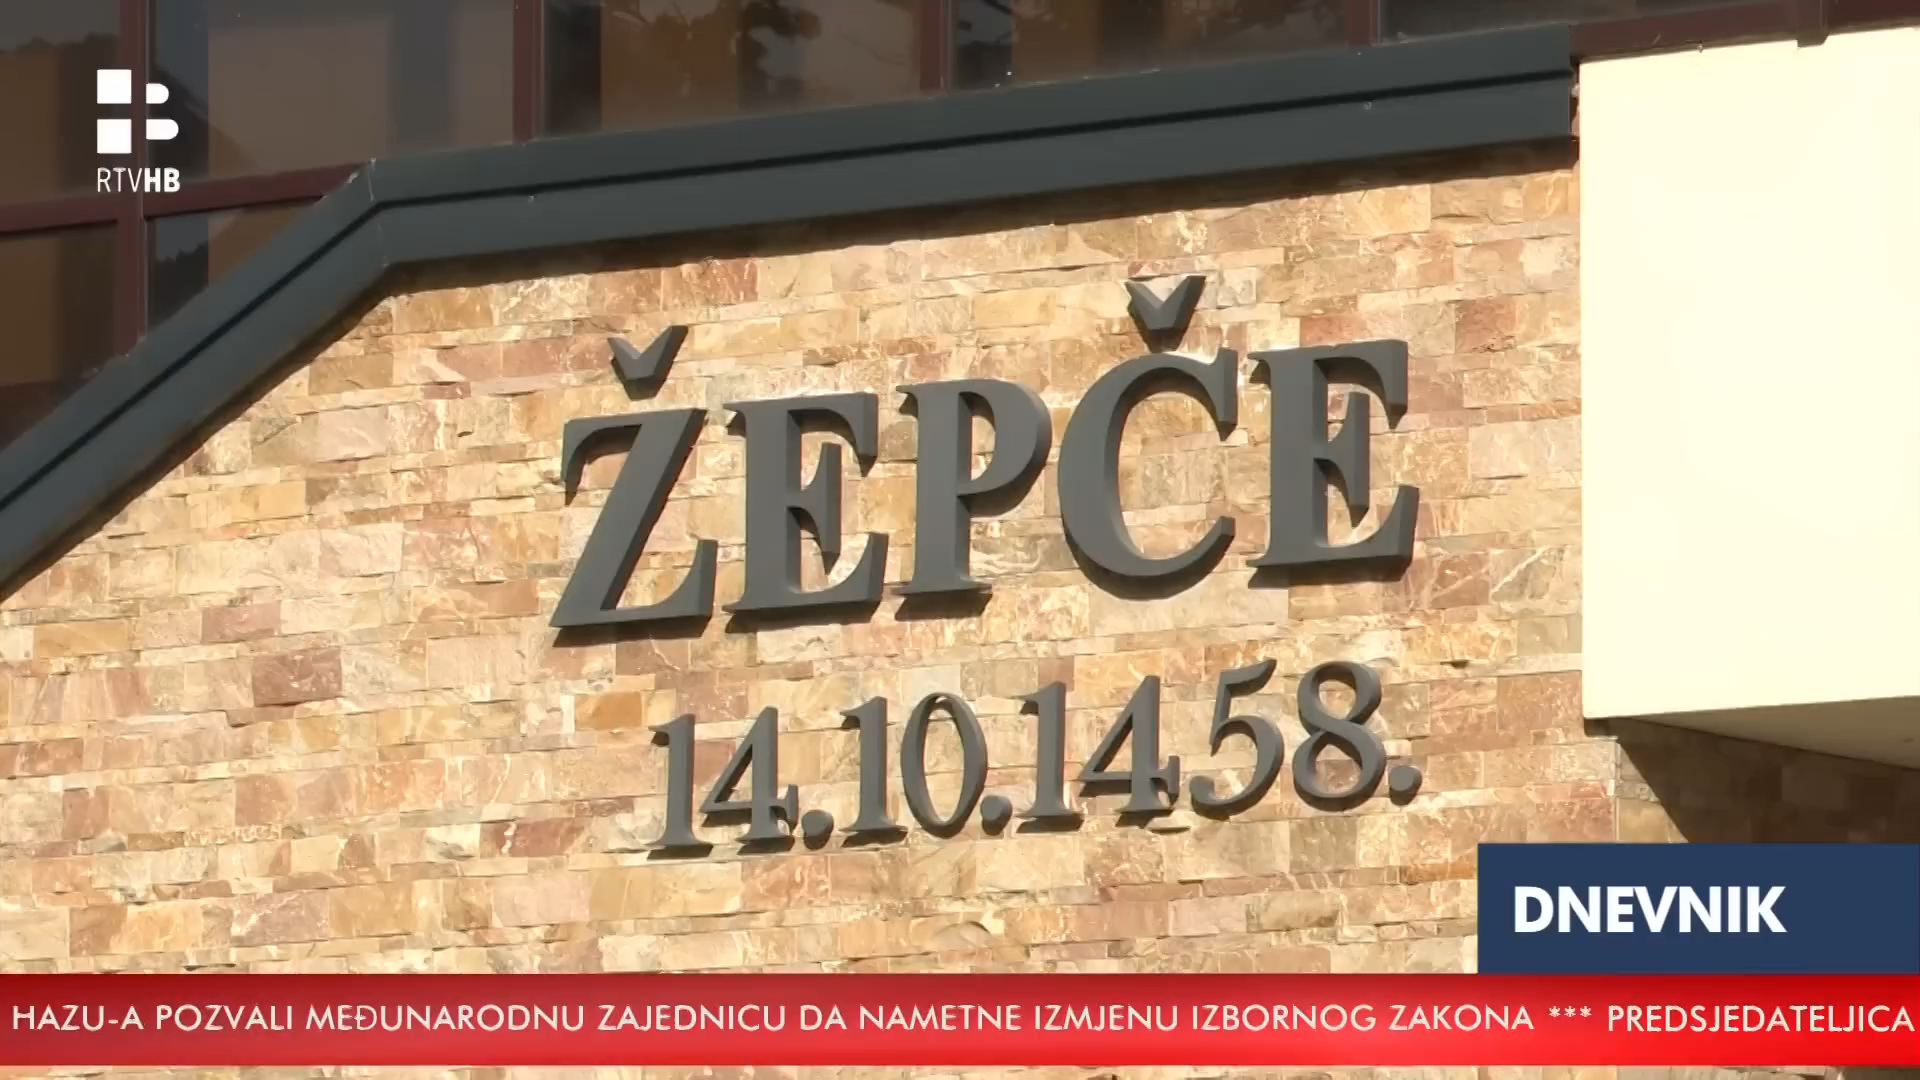 RTVHB
ŽEPČE
14.10.1458.
DNEVNIK
HAZU-A POZVALI MEĐUNARODNU ZAJEDNICU DA NAMETNE IZMJENU IZBORNOG ZAKONA *** PREDSJEDATELJICA